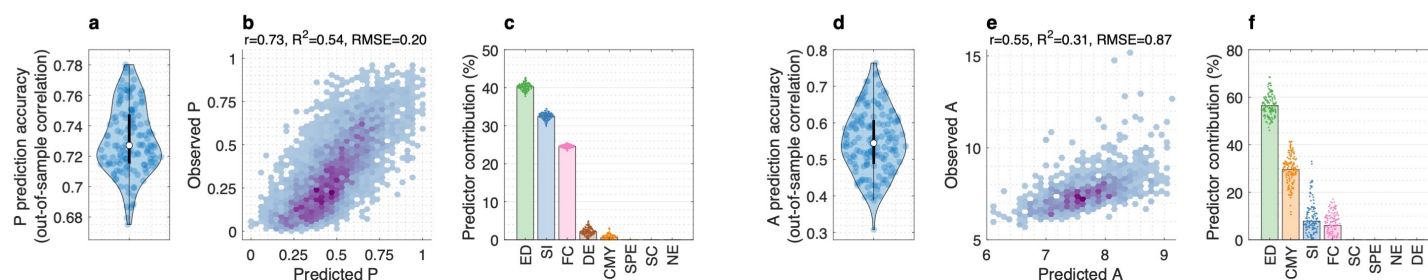 a
P prediction accuracy
(out-of-sample correlation)
0.78
0.76
0.74
0.72
0.7
0.68
b
r=0.73, R²=0.54, RMSE=0.20
Observed P
1
0.75
0.5
0.25
0
0 0.25 0.5 0.75 1
Predicted P
c
Predictor contribution (%)
50
40
30
20
10
0
ED SI FC DE CMY SPE SC NE
d
A prediction accuracy
(out-of-sample correlation)
0.8
0.7
0.6
0.5
0.4
0.3
e
r=0.55, R²=0.31, RMSE=0.87
Observed A
15
10
5
6 7 8 9
Predicted A
f
Predictor contribution (%)
80
60
40
20
0
ED CMY SI FC SC SPE NE DE